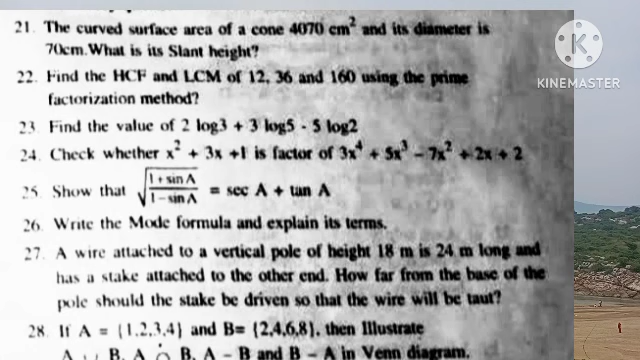 21. The curved surface area of a cone 4070 cm² and its diameter is
70cm.What is its Slant height?
22. Find the HCF and LCM of 12, 36 and 160 using the prime
factorization method?
23. Find the value of 2 log3 + 3 log5 - 5 log2
24. Check whether x² + 3x +1 is factor of 3x⁴ + 5x³ - 7x² + 2x + 2
25. Show that √((1 + sin A)/(1 - sin A)) = sec A + tan A
26. Write the Mode formula and explain its terms.
27. A wire attached to a vertical pole of height 18 m is 24 m long and
has a stake attached to the other end. How far from the base of the
pole should the stake be driven so that the wire will be taut?
28. If A = {1,2,3,4} and B= {2,4,6,8}, then Illustrate
A ∪ B, A ∩ B, A - B and B - A in Venn diagram.
KINEMASTER